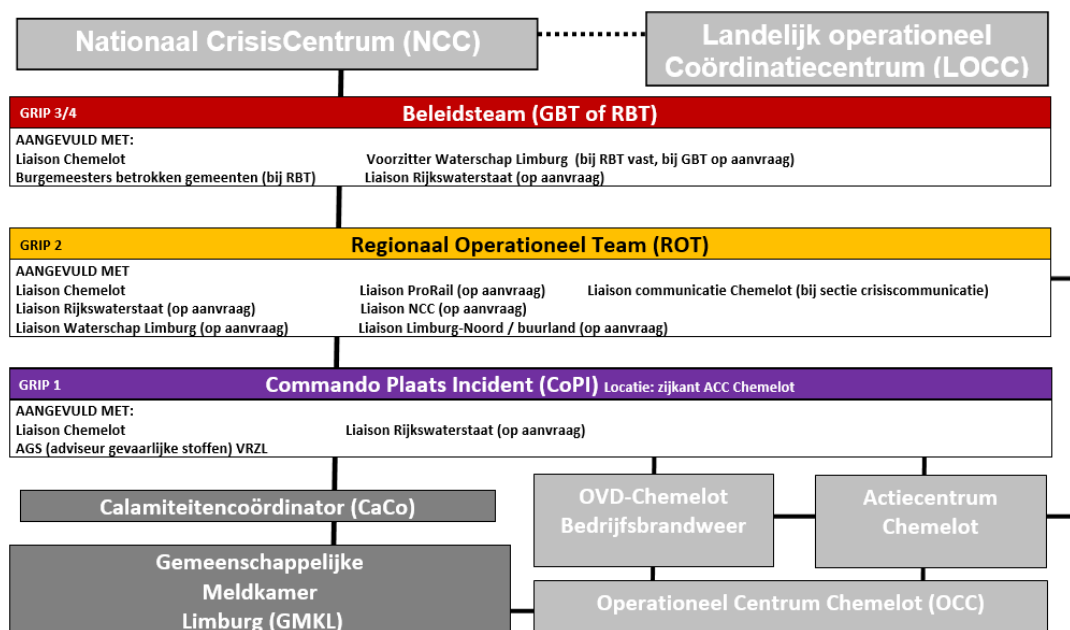 Nationaal CrisisCentrum (NCC)
Landelijk operationeel
Coördinatiecentrum (LOCC)
GRIP 3/4 Beleidsteam (GBT of RBT)
AANGEVULD MET:
Liaison Chemelot Voorzitter Waterschap Limburg (bij RBT vast, bij GBT op aanvraag)
Burgemeesters betrokken gemeenten (bij RBT) Liaison Rijkswaterstaat (op aanvraag)
GRIP 2 Regionaal Operationeel Team (ROT)
AANGEVULD MET
Liaison Chemelot Liaison ProRail (op aanvraag) Liaison communicatie Chemelot (bij sectie crisiscommunicatie)
Liaison Rijkswaterstaat (op aanvraag) Liaison NCC (op aanvraag)
Liaison Waterschap Limburg (op aanvraag) Liaison Limburg-Noord / buurland (op aanvraag)
GRIP 1 Commando Plaats Incident (CoPI) Locatie: zijkant ACC Chemelot
AANGEVULD MET:
Liaison Chemelot Liaison Rijkswaterstaat (op aanvraag)
AGS (adviseur gevaarlijke stoffen) VRZL
Calamiteitencoördinator (CaCo)
OVD-Chemelot
Bedrijfsbrandweer
Actiecentrum
Chemelot
Gemeenschappelijke
Meldkamer
Limburg (GMKL)
Operationeel Centrum Chemelot (OCC)